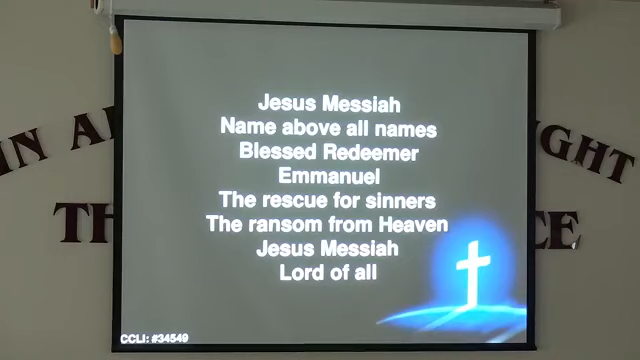 Jesus Messiah
Name above all names
Blessed Redeemer
Emmanuel
The rescue for sinners
The ransom from Heaven
Jesus Messiah
Lord of all
CCLI: #34549
IN